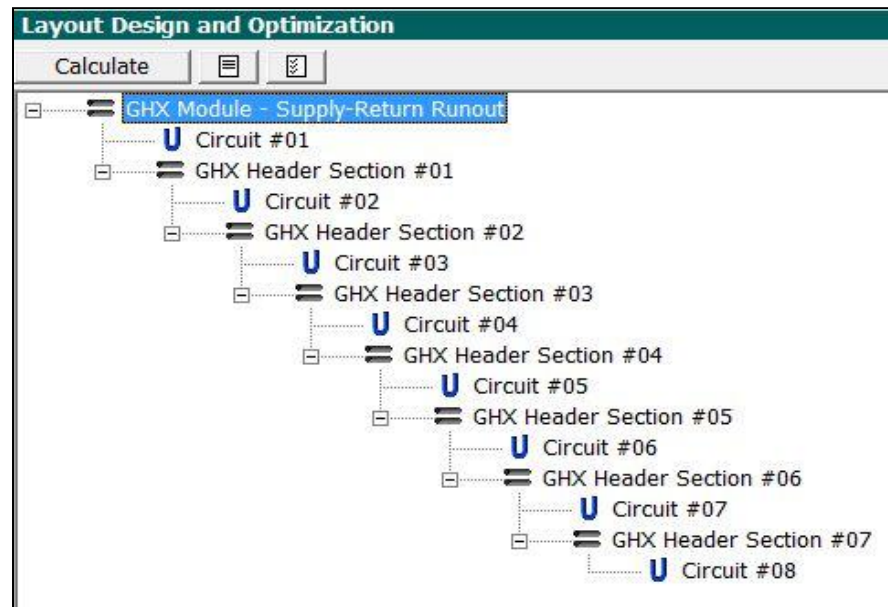 Layout Design and Optimization
Calculate
GHX Module - Supply-Return Runout
Circuit #01
GHX Header Section #01
Circuit #02
GHX Header Section #02
Circuit #03
GHX Header Section #03
Circuit #04
GHX Header Section #04
Circuit #05
GHX Header Section #05
Circuit #06
GHX Header Section #06
Circuit #07
GHX Header Section #07
Circuit #08